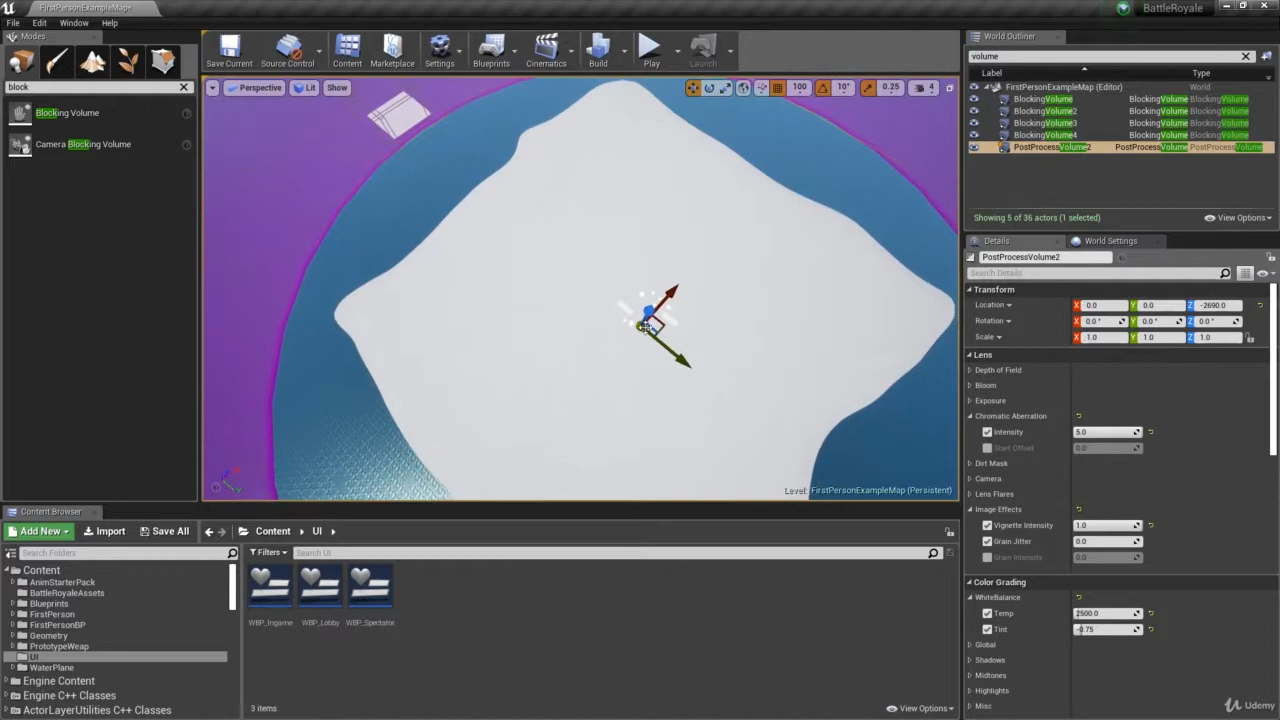 FirstPersonExampleMap*
BattleRoyale
File Edit Window Help
Modes
block
Blocking Volume
Camera Blocking Volume
Save Current
Source Control
Content
Marketplace
Settings
Blueprints
Cinematics
Build
Play
Launch
Perspective
Lit
Show
100
10°
0.25
4
Level: FirstPersonExampleMap (Persistent)
World Outliner
volume
Label Type
FirstPersonExampleMap (Editor) World
BlockingVolume BlockingVolume BlockingVolume
BlockingVolume2 BlockingVolume BlockingVolume
BlockingVolume3 BlockingVolume BlockingVolume
BlockingVolume4 BlockingVolume BlockingVolume
PostProcessVolume2 PostProcessVolume PostProcessVolume
Showing 5 of 36 actors (1 selected)
View Options
Details
World Settings
PostProcessVolume2
Search Details
Transform
Location X 0.0 Y 0.0 Z -2690.0
Rotation X 0.0 ° Y 0.0 ° Z 0.0 °
Scale X 1.0 Y 1.0 Z 1.0
Lens
Depth of Field
Bloom
Exposure
Chromatic Aberration
Intensity 5.0
Start Offset 0.0
Dirt Mask
Camera
Lens Flares
Image Effects
Vignette Intensity 1.0
Grain Jitter 0.0
Grain Intensity 0.0
Color Grading
WhiteBalance
Temp 2500.0
Tint -0.75
Global
Shadows
Midtones
Highlights
Misc
Content Browser
Add New
Import
Save All
Content
UI
Search Folders
Filters
Search UI
Content
AnimStarterPack
BattleRoyaleAssets
Blueprints
FirstPerson
FirstPersonBP
Geometry
PrototypeWeap
UI
WaterPlane
Engine Content
Engine C++ Classes
ActorLayerUtilities C++ Classes
WBP_Ingame
WBP_Lobby
WBP_Spectator
3 items
View Options
Udemy